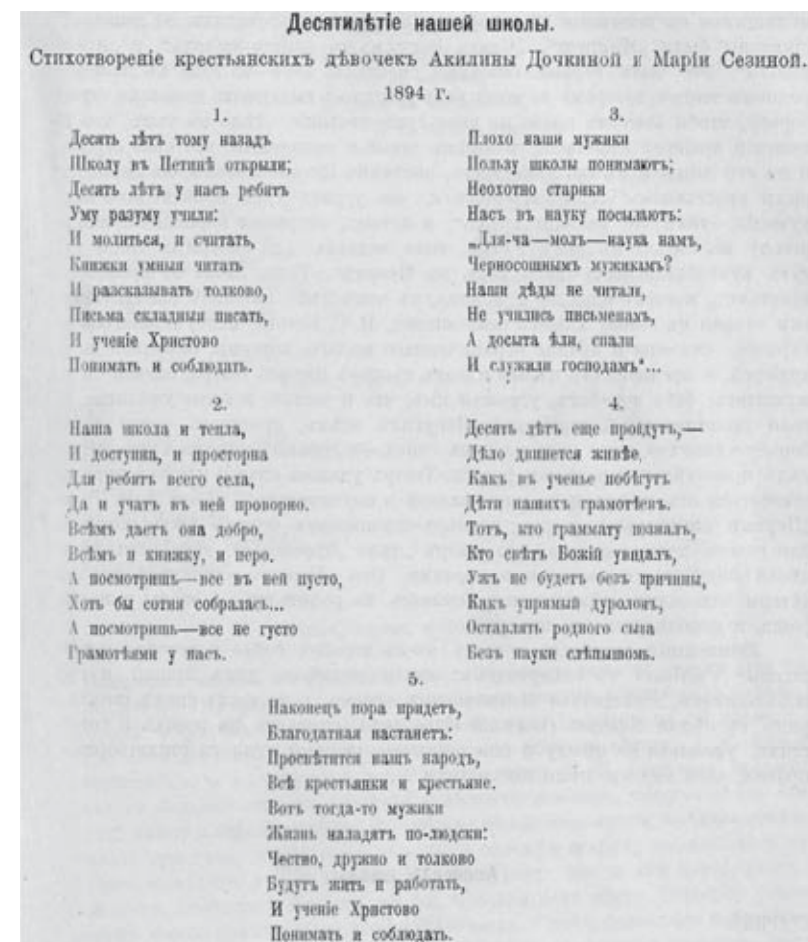 Десятилѣтіе нашей школы.
Стихотвореніе крестьянскихъ дѣвочекъ Акилины Дочкиной и Маріи Сезиной.
1894 г.
1.
Десять лѣтъ тому назадъ
Школу въ Петинѣ открыли;
Десять лѣтъ у насъ ребятъ
Уму разуму учили:
И молиться, и считать,
Книжки умныя читать
И разсказывать толково,
Письма складныя писать,
И ученіе Христово
Понимать и соблюдать.
2.
Наша школа и тепла,
И доступна, и просторна
Для ребятъ всего села,
Да и учатъ въ ней проворно.
Всѣмъ даетъ она добро,
Всѣмъ и книжку, и перо.
А посмотришь—все въ ней пусто,
Хоть бы сотня собралась...
А посмотришь—все не густо
Грамотѣями у насъ.
3.
Плохо наши мужики
Пользу школы понимаютъ;
Неохотно старики
Насъ въ науку посылаютъ:
„Для-ча—молъ—наука намъ,
Черносошнымъ мужикамъ?
Наши дѣды не читали,
Не учились письменамъ,
А досыта ѣли, спали
И служили господамъ“...
4.
Десять лѣтъ еще пройдутъ,—
Дѣло двинется живѣе,
Какъ въ ученье побѣгутъ
Дѣти нашихъ грамотѣевъ.
Тотъ, кто граммату позналъ,
Кто свѣтъ Божій увидалъ,
Ужъ не будетъ безъ причины,
Какъ упрямый дуроломъ,
Оставлять родного сына
Безъ науки слѣпышомъ.
5.
Наконецъ пора придетъ,
Благодатная настанетъ:
Просвѣтится нашъ народъ,
Всѣ крестьянки и крестьяне.
Вотъ тогда-то мужики
Жизнь наладятъ по-людски:
Честно, дружно и толково
Будутъ жить и работать,
И ученіе Христово
Понимать и соблюдать.